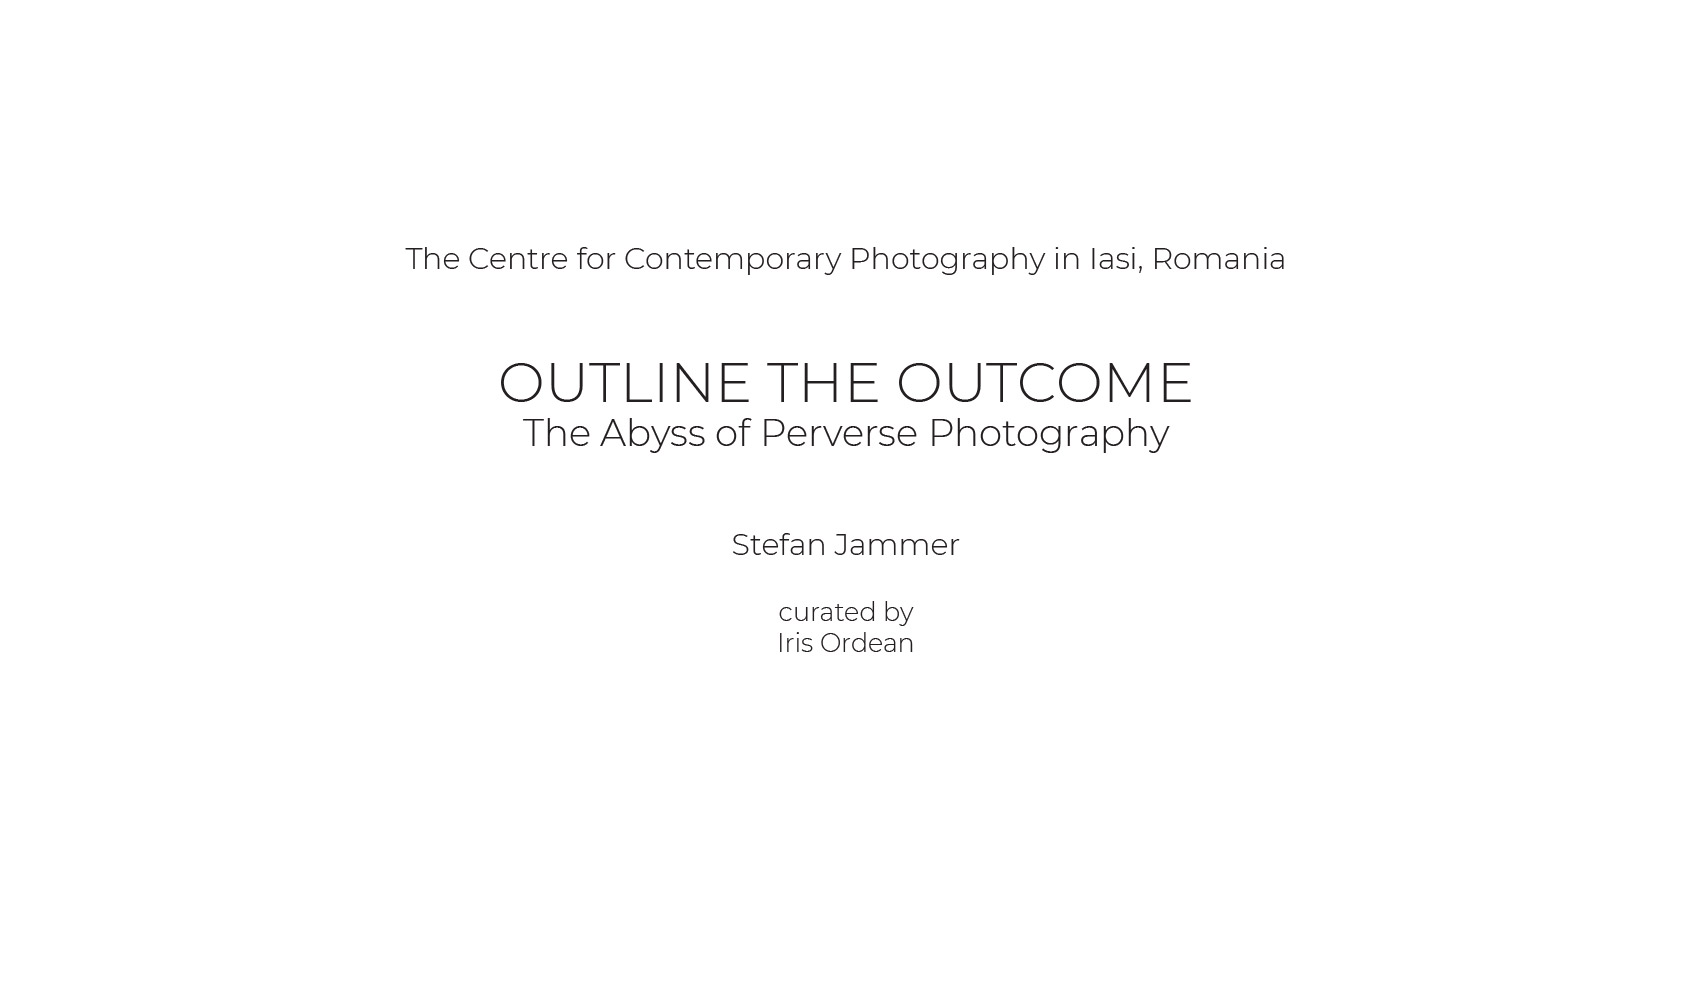 The Centre for Contemporary Photography in Iasi, Romania
OUTLINE THE OUTCOME
The Abyss of Perverse Photography
Stefan Jammer
curated by
Iris Ordean